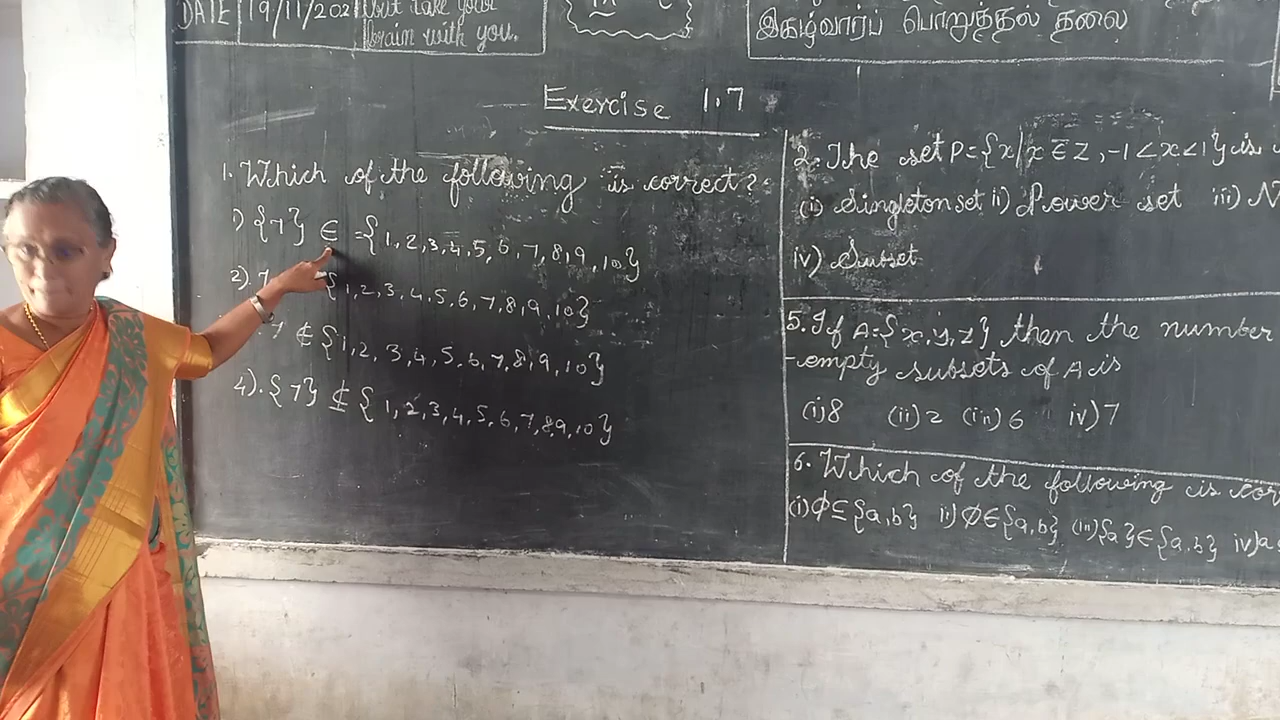 DATE 19/11/202 But take your
brain with you.
இகழ்வார்ப் பொறுத்தல் தலை
Exercise 1.7
1. Which of the following is correct?
1) {7} ∈ ={1,2,3,4,5,6,7,8,9,10}
2). 7 {1,2,3,4,5,6,7,8,9,10}
7 ∉ {1,2,3,4,5,6,7,8,9,10}
4). {7} ⊈ {1,2,3,4,5,6,7,8,9,10}
2. The set P={x/x ∈ Z, -1<x<1} is
(i) Singleton set ii) Power set iii) N
iv) Subset
5. If A={x,y,z} then the number
-empty subsets of A is
(i) 8 (ii) 2 (iii) 6 iv) 7
6. Which of the following is cor
(i) Ø⊆{a,b} ii) Ø∈{a,b} (iii) {a}∈{a,b} iv) a